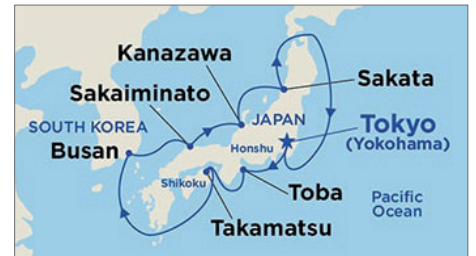 Kanazawa
Sakata
Sakaiminato
SOUTH KOREA
JAPAN
Tokyo
(Yokohama)
Busan
Honshu
Shikoku
Toba
Pacific
Ocean
Takamatsu